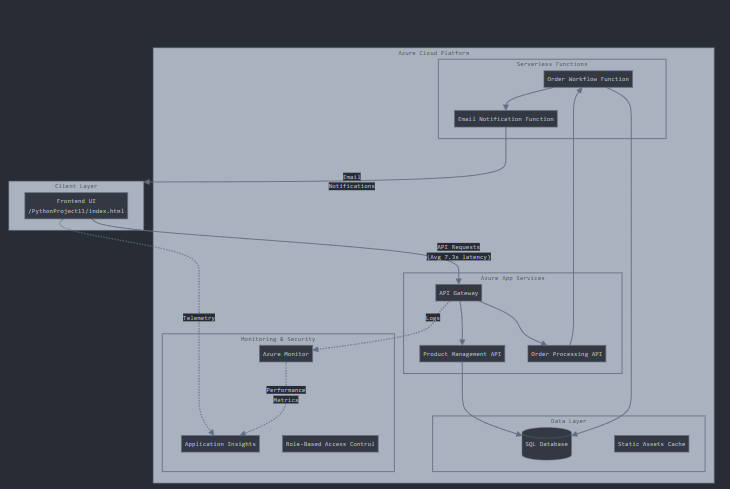 Azure Cloud Platform
Serverless Functions
Order Workflow Function
Email Notification Function
Email
Notifications
Client Layer
Frontend UI
/PythonProject11/index.html
API Requests
(Avg 7.3s latency)
Azure App Services
API Gateway
Telemetry
Logs
Monitoring & Security
Azure Monitor
Product Management API
Order Processing API
Performance
Metrics
Data Layer
Application Insights
Role-Based Access Control
SQL Database
Static Assets Cache